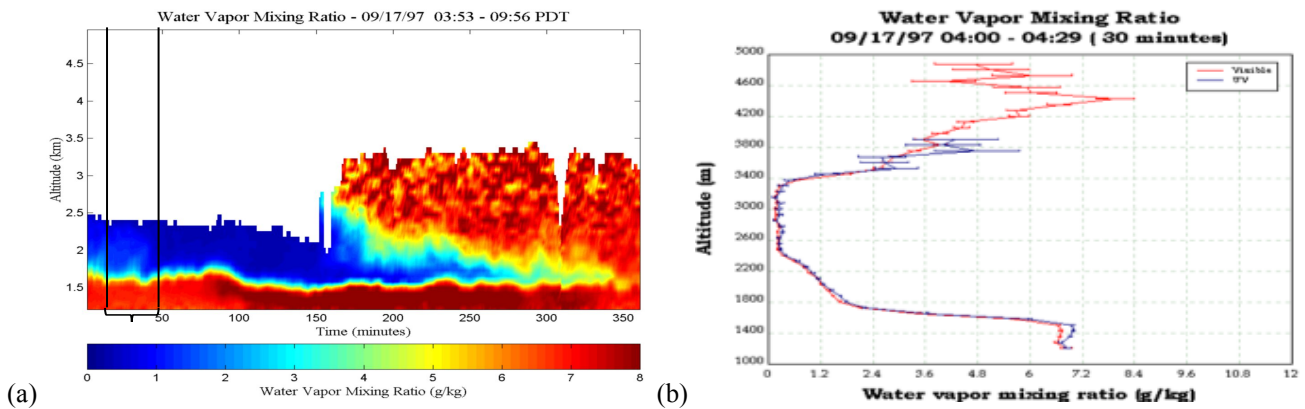 Water Vapor Mixing Ratio - 09/17/97 03:53 - 09:56 PDT
4.5
4
3.5
3
2.5
2
1.5
Altitude (km)
50 100 150 200 250 300 350
Time (minutes)
0 1 2 3 4 5 6 7 8
Water Vapor Mixing Ratio (g/kg)
(a)
Water Vapor Mixing Ratio
09/17/97 04:00 - 04:29 ( 30 minutes)
Visible
UV
5000
4600
4200
3800
3400
3000
2600
2200
1800
1400
1000
Altitude (m)
0 1.2 2.4 3.6 4.8 6 7.2 8.4 9.6 10.8 12
Water vapor mixing ratio (g/kg)
(b)